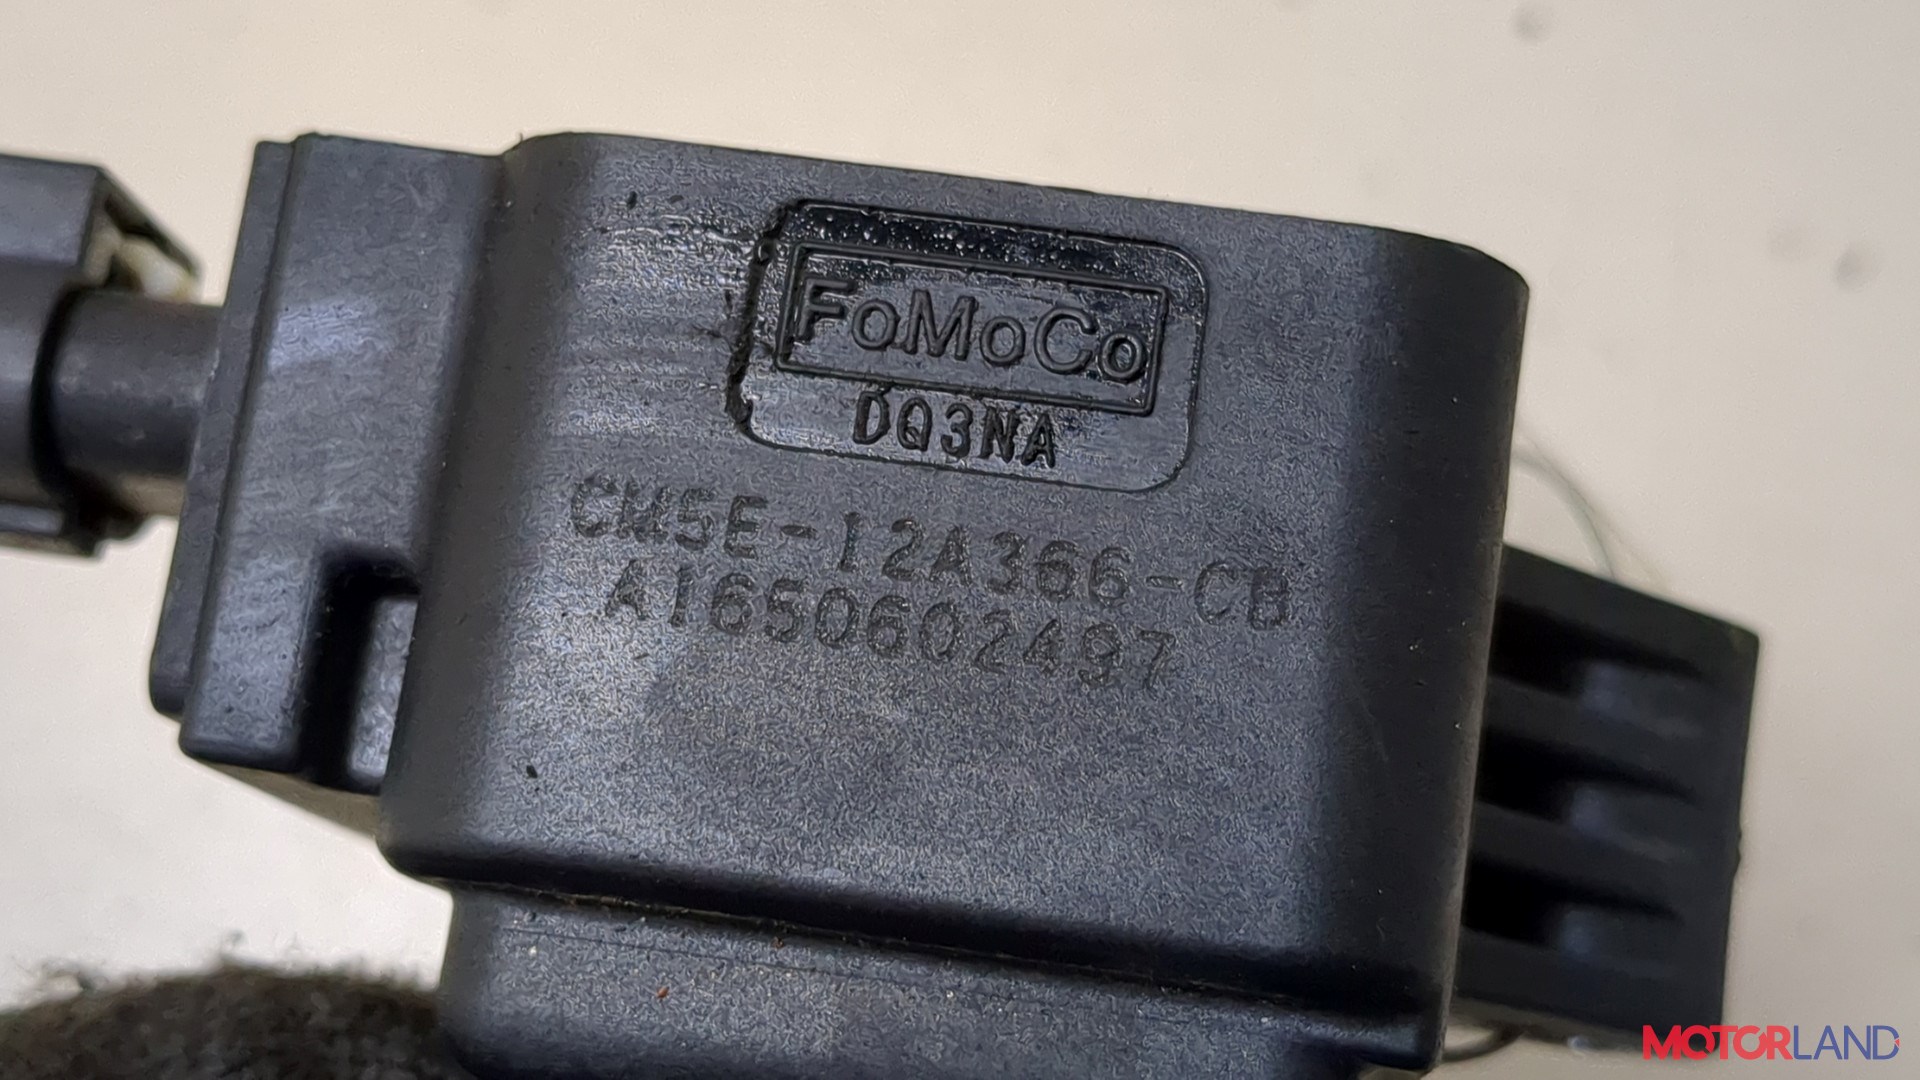 FoMoCo
DQ3NA
CM5E-12A366-CB
A1650602497
MOTORLAND